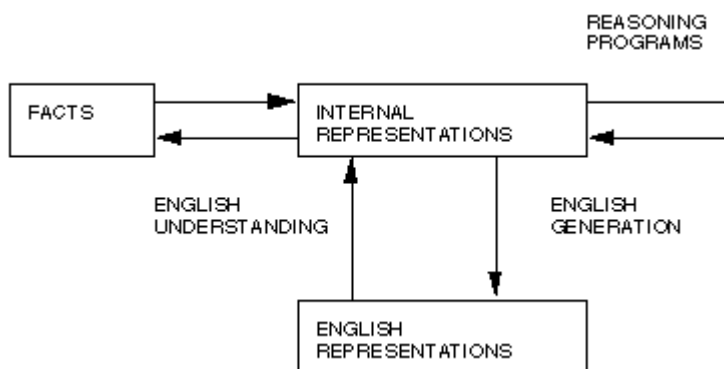 REASONING
PROGRAMS
FACTS
INTERNAL
REPRESENTATIONS
ENGLISH
UNDERSTANDING
ENGLISH
GENERATION
ENGLISH
REPRESENTATIONS